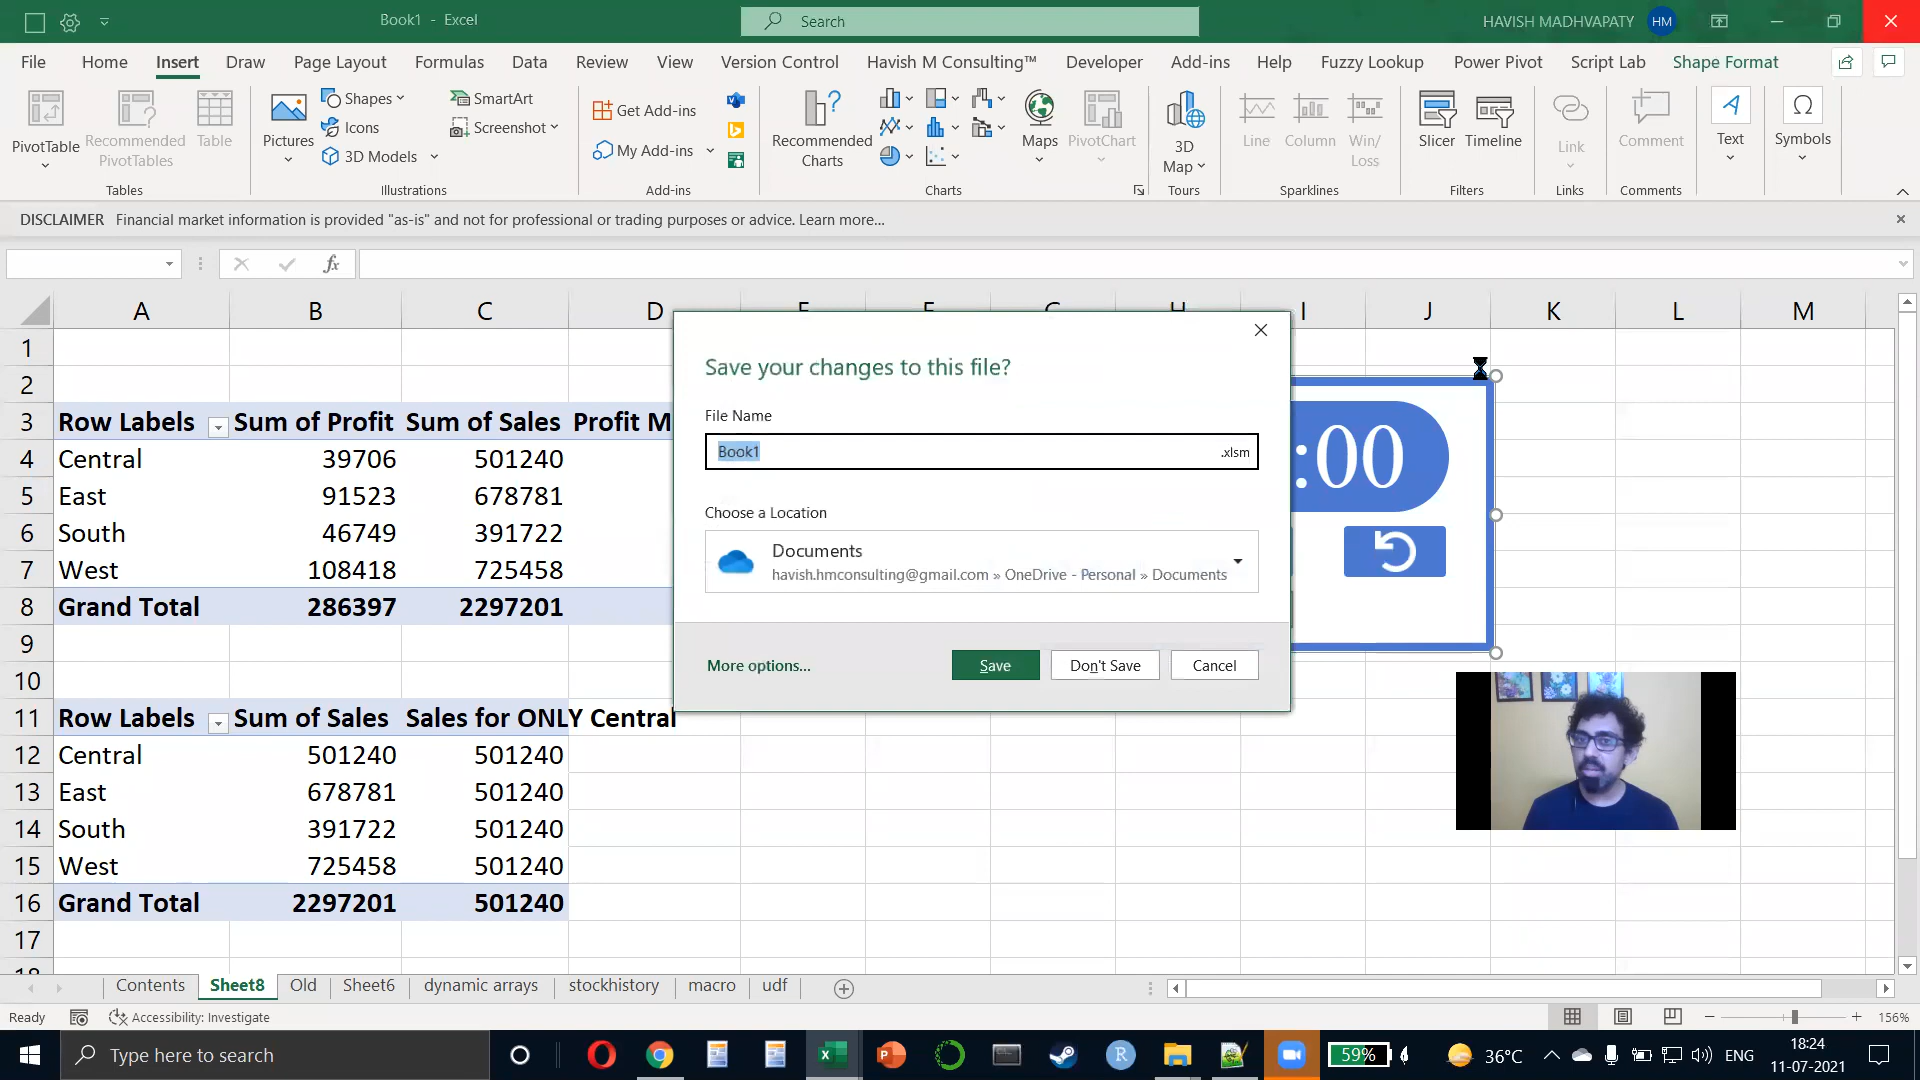 Book1 - Excel
Search
HAVISH MADHVAPATY
HM
File Home Insert Draw Page Layout Formulas Data Review View Version Control Havish M Consulting™ Developer Add-ins Help Fuzzy Lookup Power Pivot Script Lab Shape Format
PivotTable
Recommended PivotTables
Table
Tables
Pictures
Shapes
Icons
3D Models
SmartArt
Screenshot
Illustrations
Get Add-ins
My Add-ins
Add-ins
Recommended Charts
Maps
PivotChart
Charts
3D Map
Tours
Line
Column
Win/Loss
Sparklines
Slicer
Timeline
Filters
Link
Links
Comment
Comments
Text
Symbols
DISCLAIMER Financial market information is provided "as-is" and not for professional or trading purposes or advice. Learn more...
fx
A B C D E F G H I J K L M
1
2
3 Row Labels Sum of Profit Sum of Sales Profit M
4 Central 39706 501240
5 East 91523 678781
6 South 46749 391722
7 West 108418 725458
8 Grand Total 286397 2297201
9
10
11 Row Labels Sum of Sales Sales for ONLY Central
12 Central 501240 501240
13 East 678781 501240
14 South 391722 501240
15 West 725458 501240
16 Grand Total 2297201 501240
17
18
:00
Save your changes to this file?
File Name
Book1 .xlsm
Choose a Location
Documents
havish.hmconsulting@gmail.com » OneDrive - Personal » Documents
More options...
Save
Don't Save
Cancel
Contents Sheet8 Old Sheet6 dynamic arrays stockhistory macro udf
Ready
Accessibility: Investigate
156%
Type here to search
59%
36°C
ENG
18:24
11-07-2021